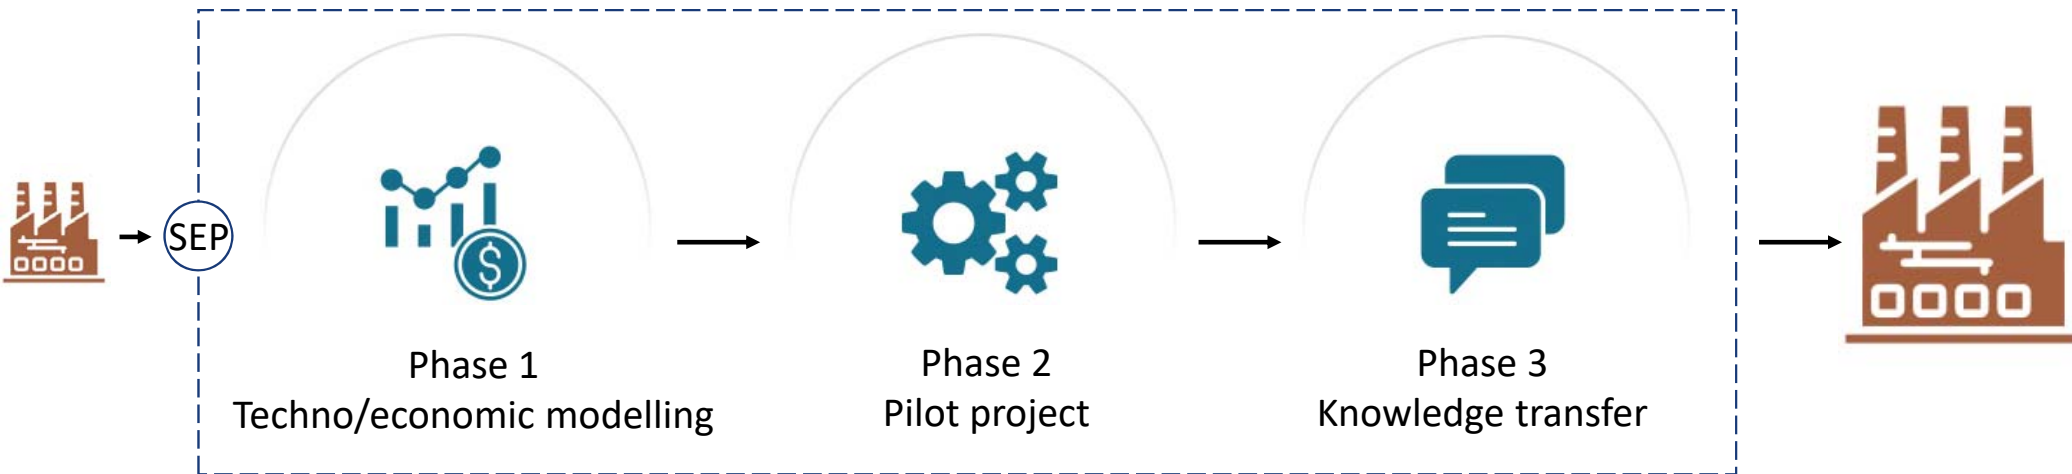 SEP
Phase 1
Techno/economic modelling
Phase 2
Pilot project
Phase 3
Knowledge transfer